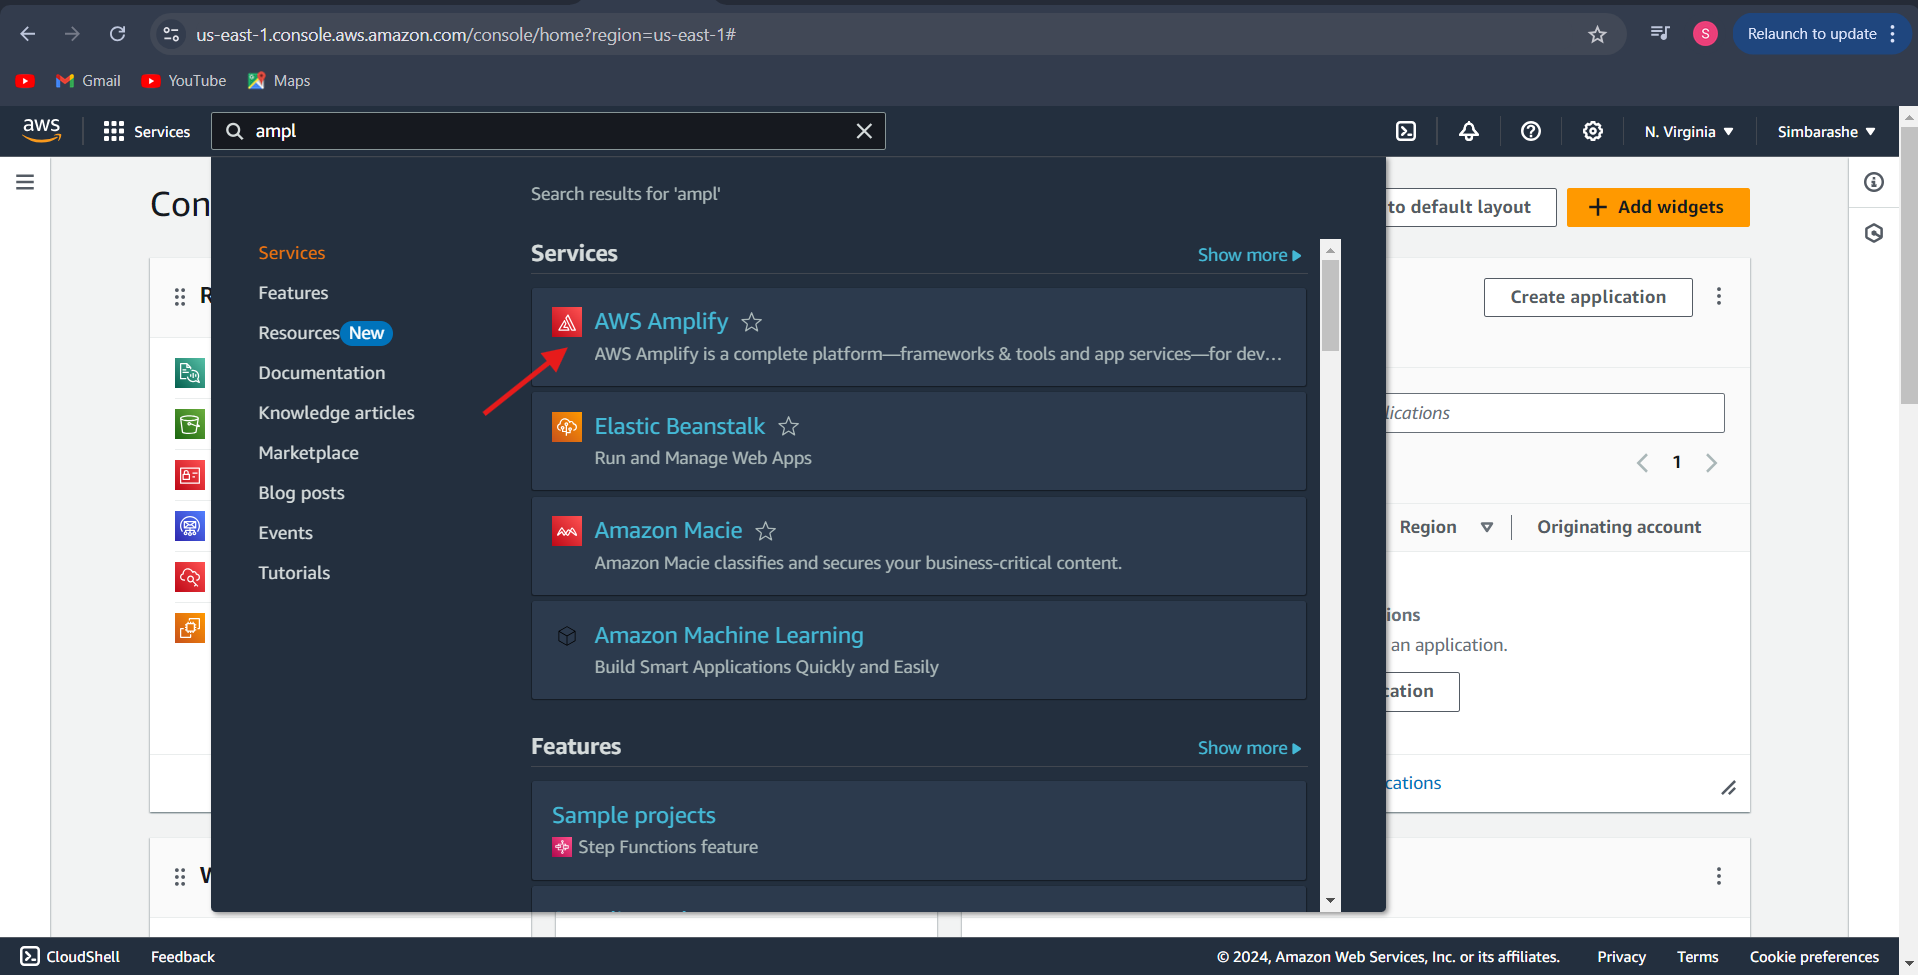 us-east-1.console.aws.amazon.com/console/home?region=us-east-1#
S
Relaunch to update
Gmail
YouTube
Maps
aws
Services
ampl
N. Virginia
Simbarashe
Con
to default layout
Add widgets
Search results for 'ampl'
Services
Features
Resources New
Documentation
Knowledge articles
Marketplace
Blog posts
Events
Tutorials
Services
Show more
AWS Amplify
AWS Amplify is a complete platform—frameworks & tools and app services—for dev…
Elastic Beanstalk
Run and Manage Web Apps
Amazon Macie
Amazon Macie classifies and secures your business-critical content.
Amazon Machine Learning
Build Smart Applications Quickly and Easily
Features
Show more
Sample projects
Step Functions feature
R
Create application
lications
1
Region
Originating account
ions
an application.
cation
cations
W
CloudShell
Feedback
© 2024, Amazon Web Services, Inc. or its affiliates.
Privacy
Terms
Cookie preferences